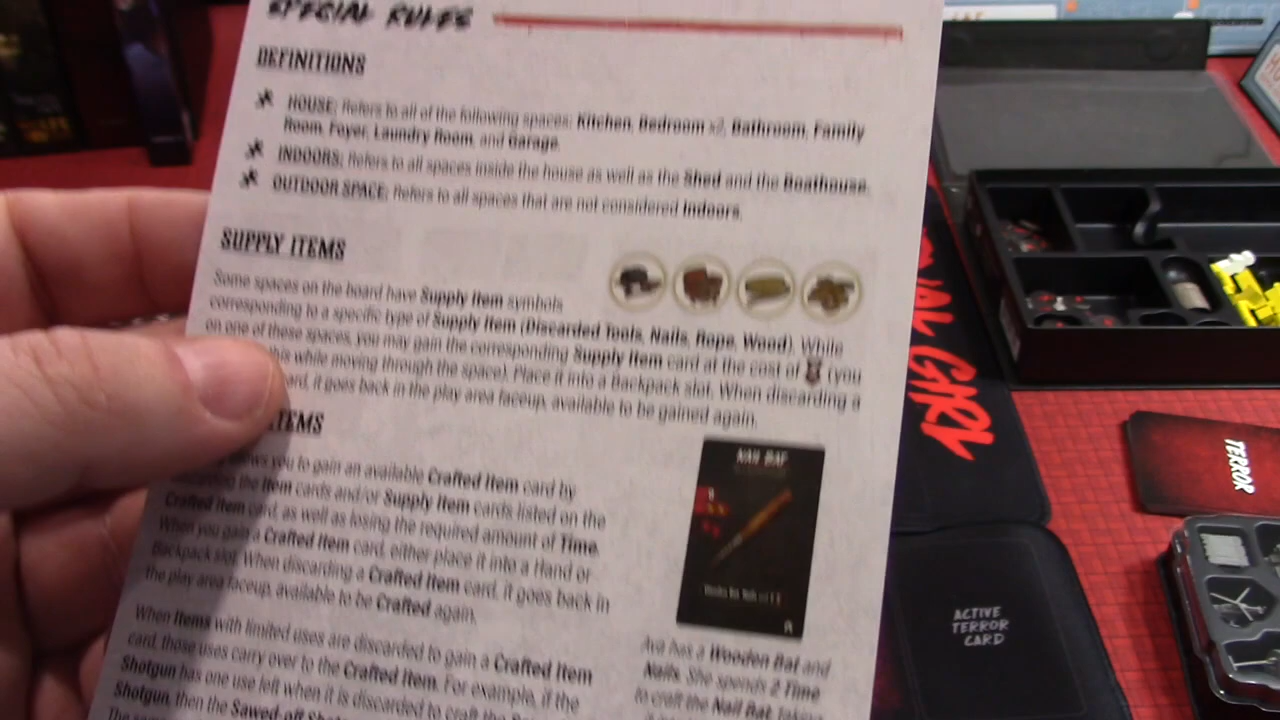 SPECIAL RULES
DEFINITIONS
HOUSE: Refers to all of the following spaces: Kitchen, Bedroom x2, Bathroom, Family
Room, Foyer, Laundry Room, and Garage.
INDOORS: Refers to all spaces inside the house as well as the Shed and the Boathouse.
OUTDOOR SPACE: Refers to all spaces that are not considered Indoors.
SUPPLY ITEMS
Some spaces on the board have Supply Item symbols
corresponding to a specific type of Supply Item (Discarded Tools, Nails, Rope, Wood). While
on one of these spaces, you may gain the corresponding Supply Item card at the cost of (you
this while moving through the space). Place it into a Backpack slot. When discarding a
card, it goes back in the play area faceup, available to be gained again.
ITEMS
you to gain an available Crafted Item card by
discarding the Item cards and/or Supply Item cards listed on the
Crafted Item card, as well as losing the required amount of Time.
When you gain a Crafted Item card, either place it into a Hand or
Backpack slot. When discarding a Crafted Item card, it goes back in
the play area faceup, available to be Crafted again.
When Items with limited uses are discarded to gain a Crafted Item
card, those uses carry over to the Crafted Item. For example, if the
Shotgun has one use left when it is discarded to craft the
Shotgun, then the Sawed-off
NAIL BAT
Ava has a Wooden Bat and
Nails. She spends 2 Time
to craft the Nail Bat,
FINAL GIRL
TERROR
ACTIVE
TERROR
CARD